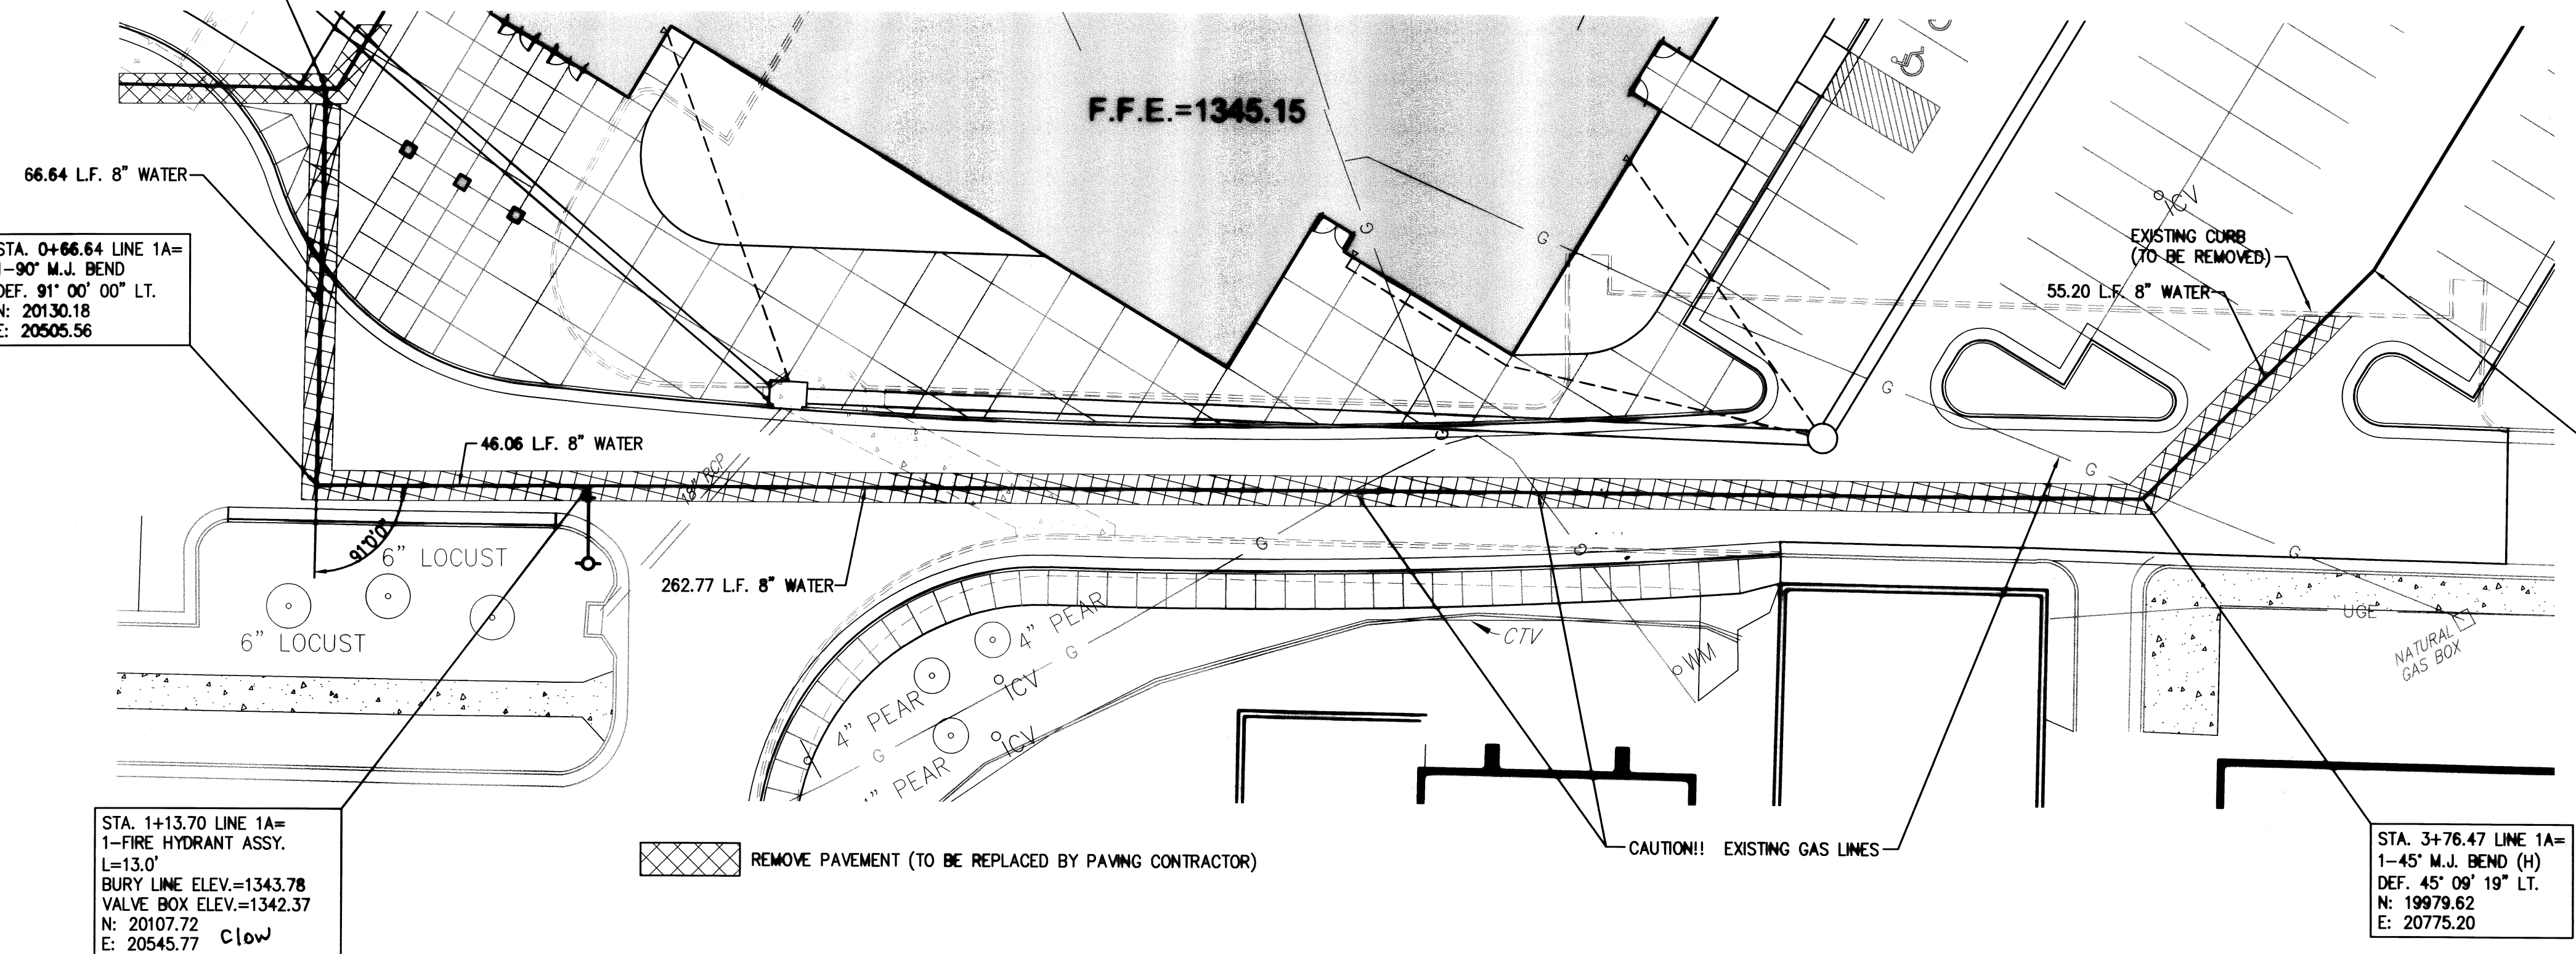 F.F.E.=1345.15
66.64 L.F. 8" WATER
STA. 0+66.64 LINE 1A=
1-90° M.J. BEND
DEF. 91° 00' 00" LT.
N: 20130.18
E: 20505.56
ICV
EXISTING CURB
(TO BE REMOVED)
55.20 L.F. 8" WATER
G
G
G
G
G
46.06 L.F. 8" WATER
18" RCP
91°0'0"
6" LOCUST
6" LOCUST
262.77 L.F. 8" WATER
G
G
G
G
4" PEAR
4" PEAR
4" PEAR
ICV
ICV
CTV
WM
UGE
NATURAL
GAS BOX
STA. 1+13.70 LINE 1A=
1-FIRE HYDRANT ASSY.
L=13.0'
BURY LINE ELEV.=1343.78
VALVE BOX ELEV.=1342.37
N: 20107.72
E: 20545.77 Clow
REMOVE PAVEMENT (TO BE REPLACED BY PAVING CONTRACTOR)
CAUTION!! EXISTING GAS LINES
STA. 3+76.47 LINE 1A=
1-45° M.J. BEND (H)
DEF. 45° 09' 19" LT.
N: 19979.62
E: 20775.20